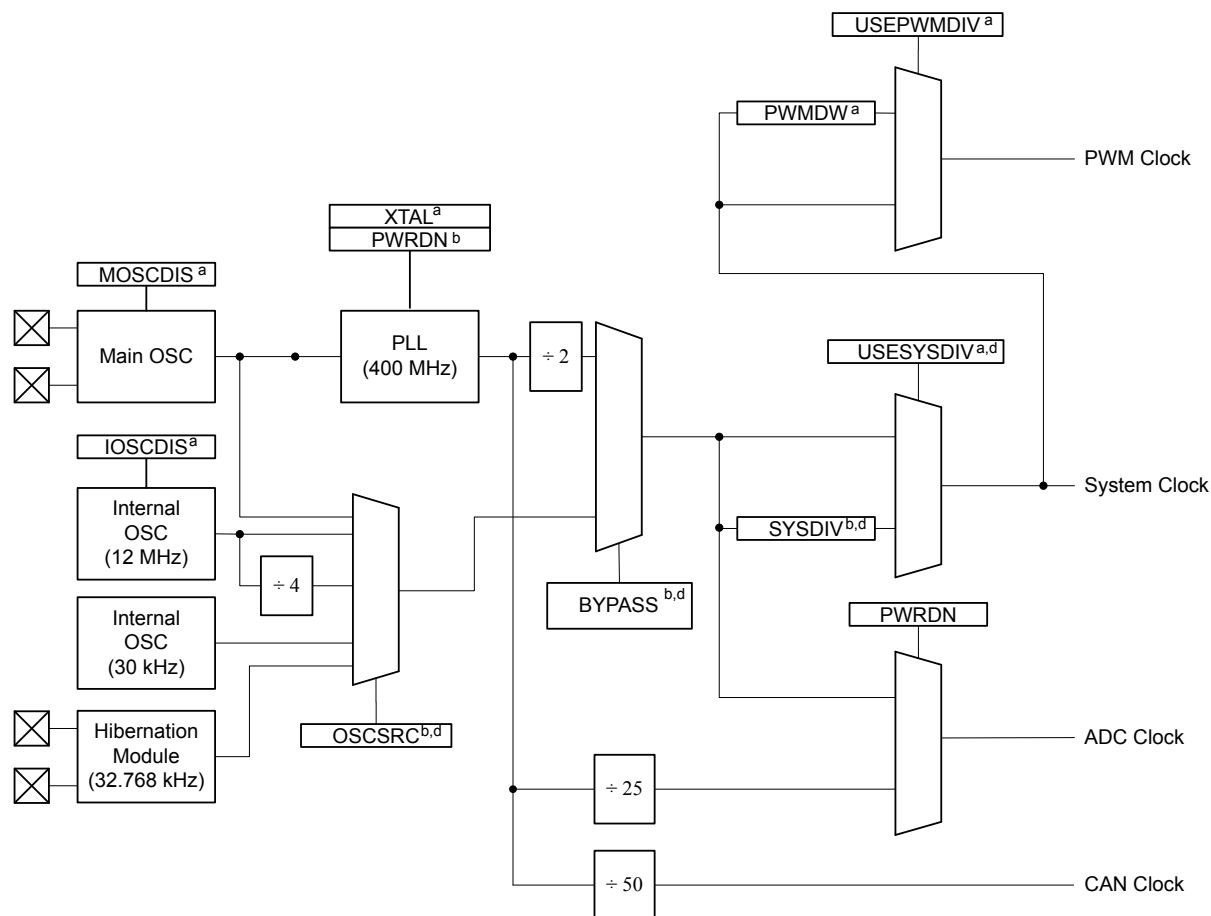 USEPWMDIV a
PWMDW a
PWM Clock
XTAL a
PWRDN b
MOSCDIS a
Main OSC
PLL
(400 MHz)
÷ 2
USESYSDIV a,d
IOSCDIS a
Internal
OSC
(12 MHz)
÷ 4
System Clock
SYSDIV b,d
BYPASS b,d
Internal
OSC
(30 kHz)
PWRDN
Hibernation
Module
(32.768 kHz)
OSCSRC b,d
ADC Clock
÷ 25
÷ 50
CAN Clock